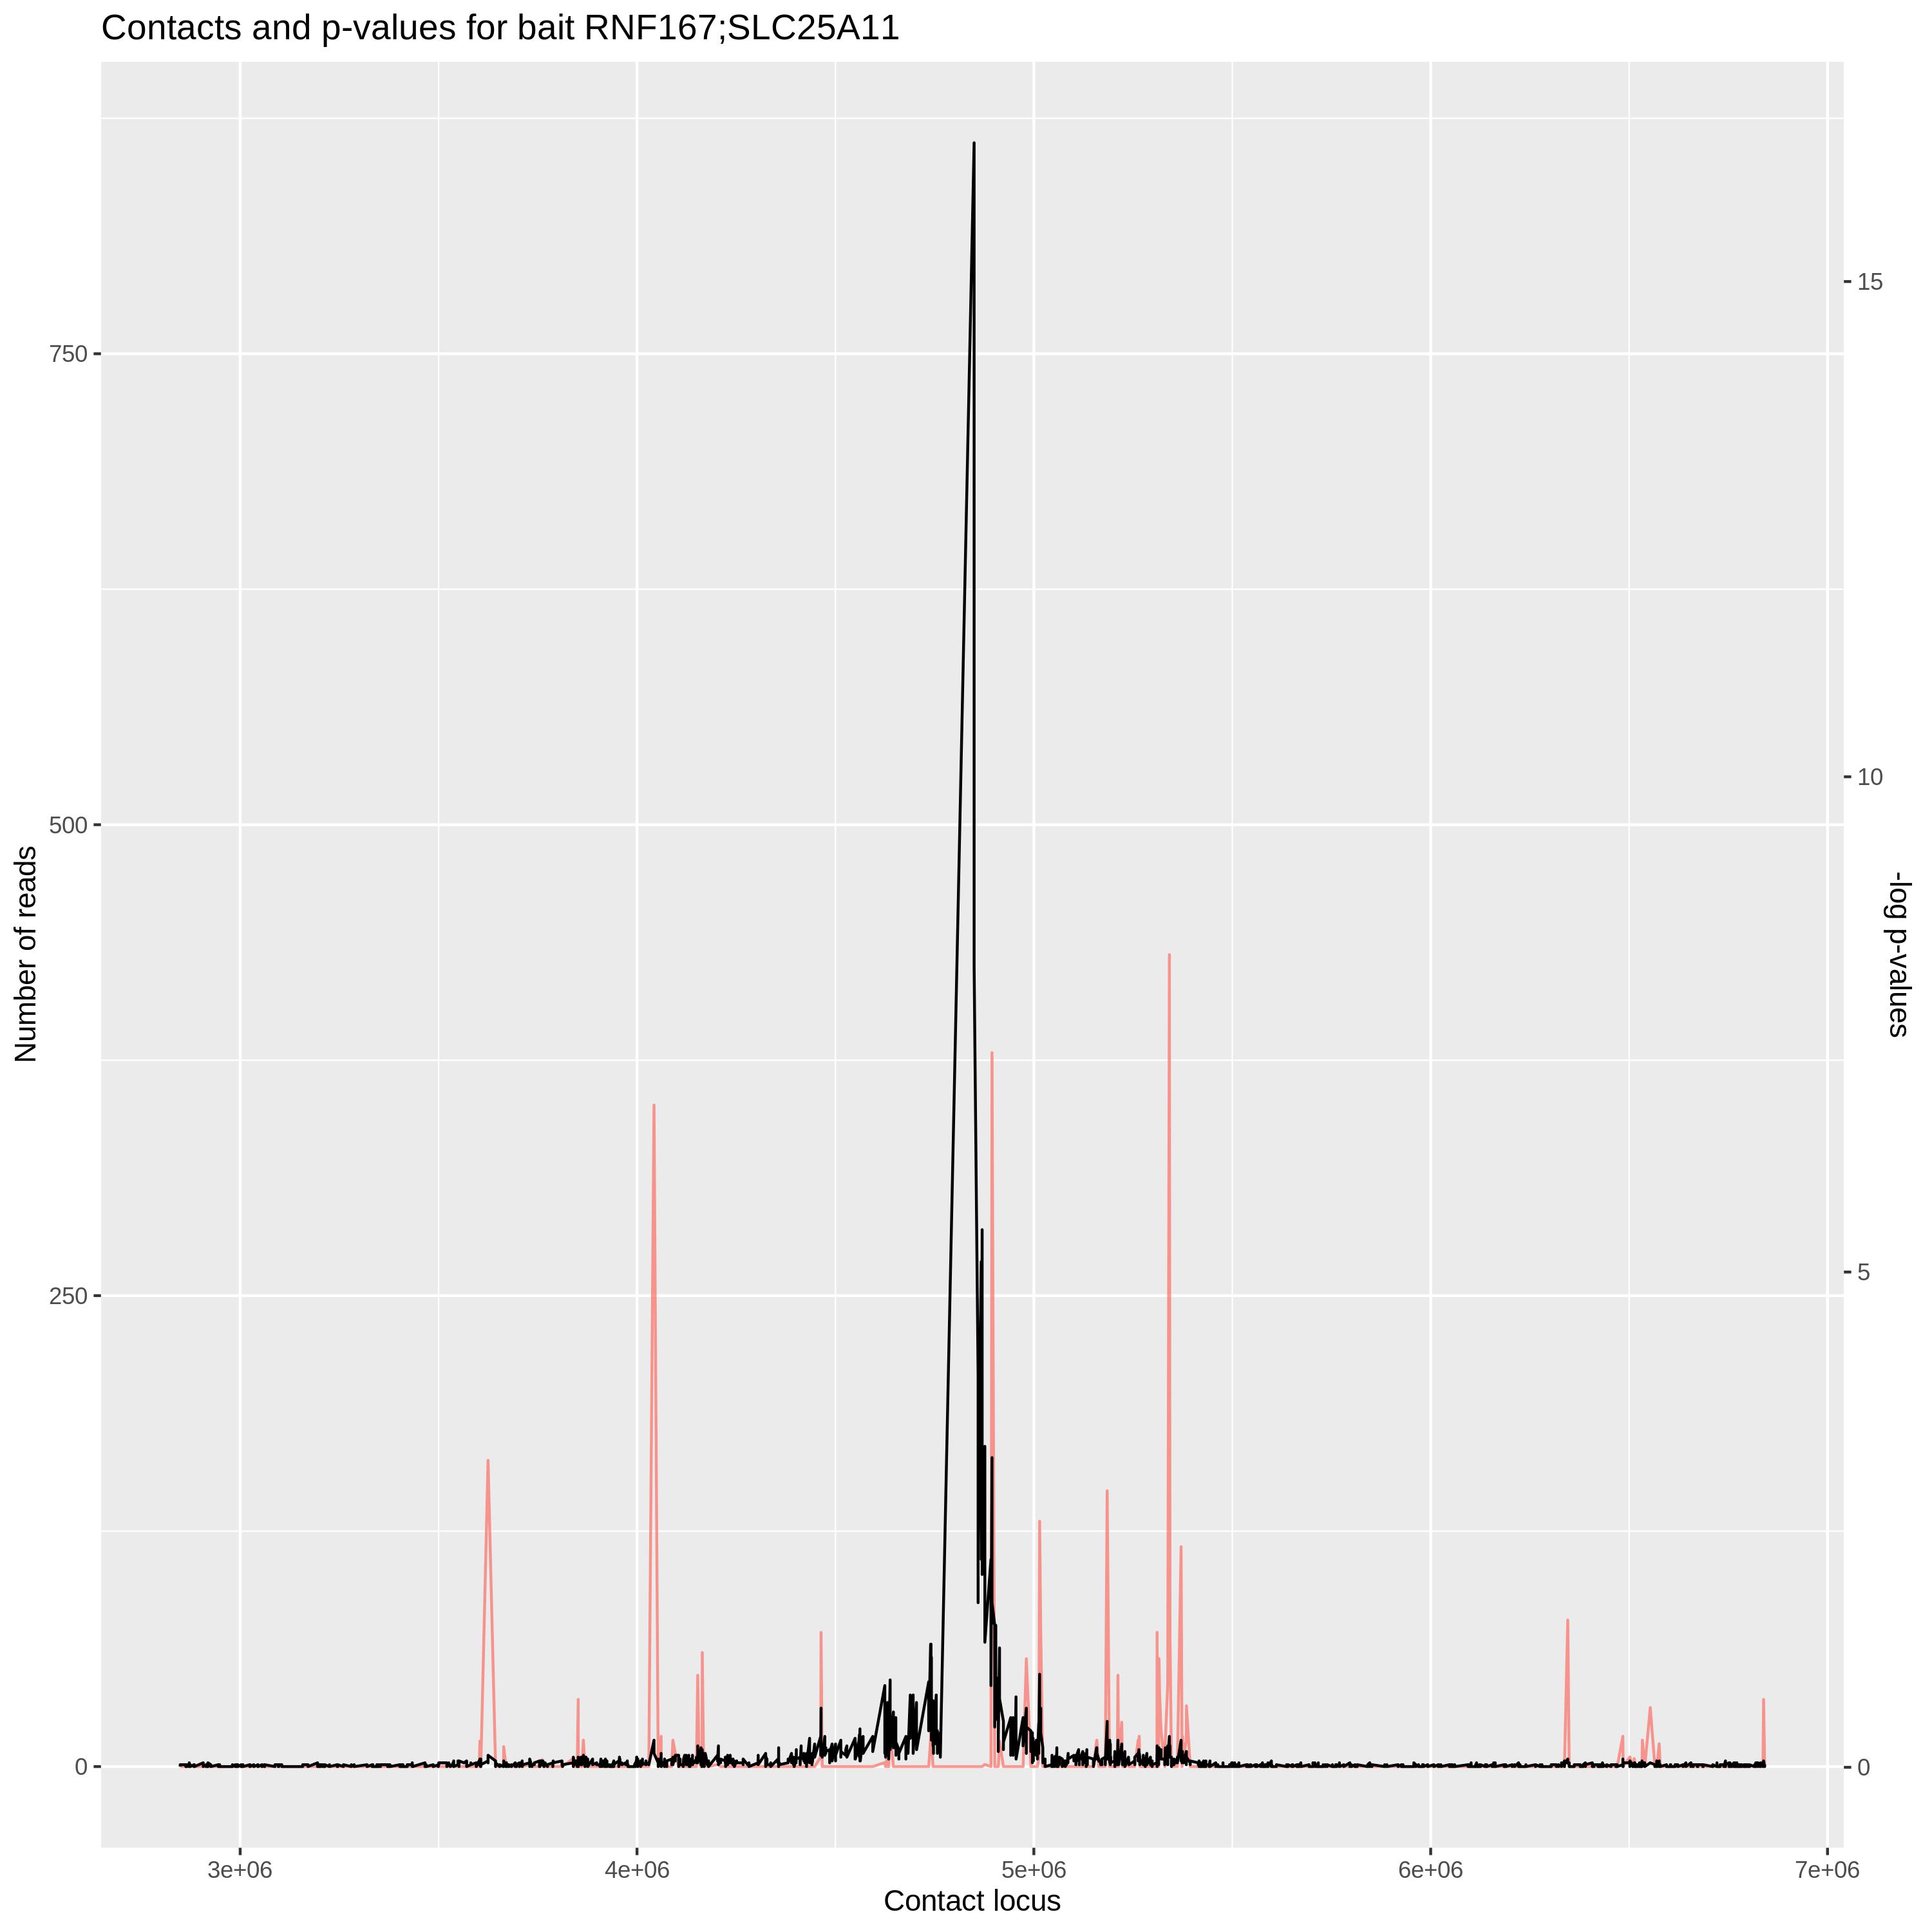 Contacts and p-values for bait RNF167;SLC25A11
Number of reads
750
500
250
0
15
10
5
0
-log p-values
3e+06
4e+06
5e+06
6e+06
7e+06
Contact locus